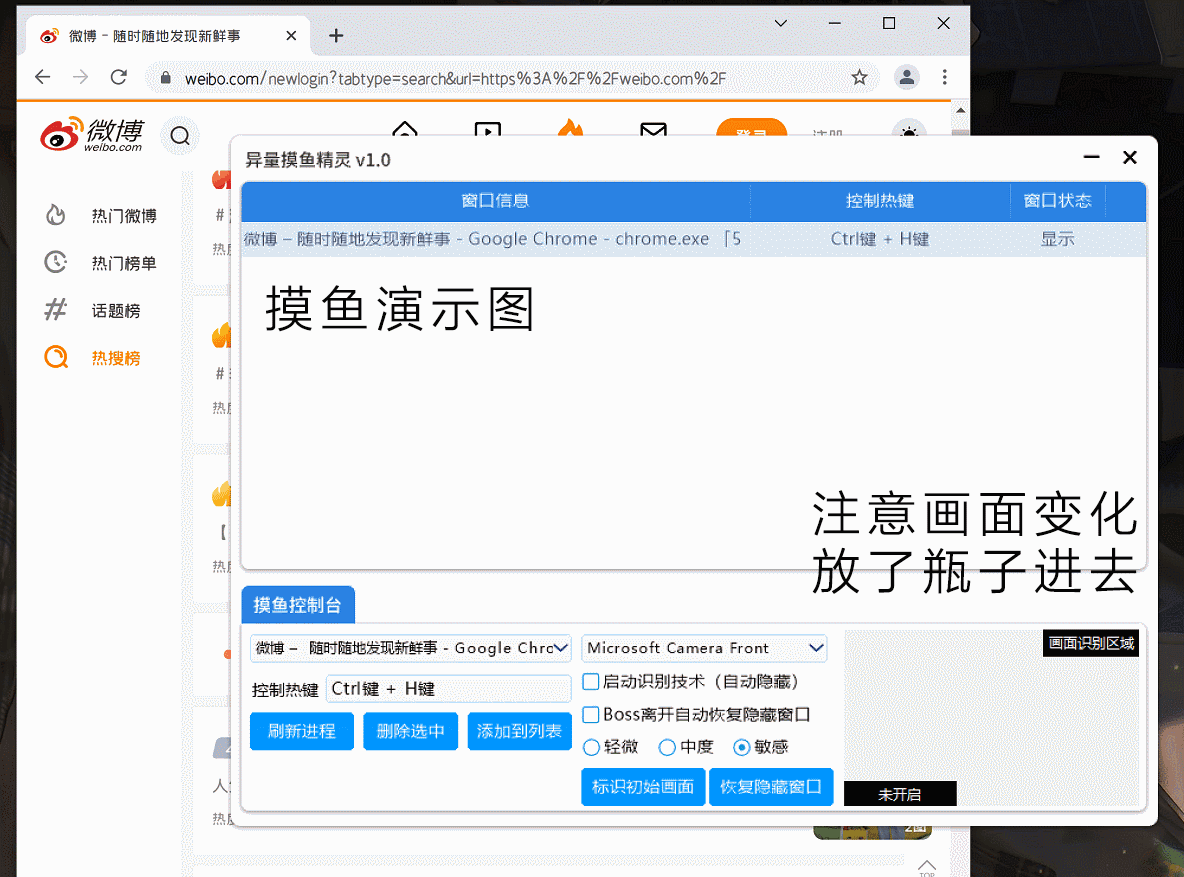 微博 - 随时随地发现新鲜事
weibo.com/newlogin?tabtype=search&url=https%3A%2F%2Fweibo.com%2F
微博
weibo.com
登录
注册
热门微博
热门榜单
话题榜
热搜榜
异量摸鱼精灵 v1.0
窗口信息 控制热键 窗口状态
微博 – 随时随地发现新鲜事 - Google Chrome - chrome.exe 「5 Ctrl键 + H键 显示
摸鱼演示图
注意画面变化
放了瓶子进去
摸鱼控制台
微博 – 随时随地发现新鲜事 - Google Chrc
控制热键 Ctrl键 + H键
刷新进程 删除选中 添加到列表
Microsoft Camera Front
启动识别技术（自动隐藏）
Boss离开自动恢复隐藏窗口
轻微 中度 敏感
标识初始画面 恢复隐藏窗口
画面识别区域
未开启
TOP